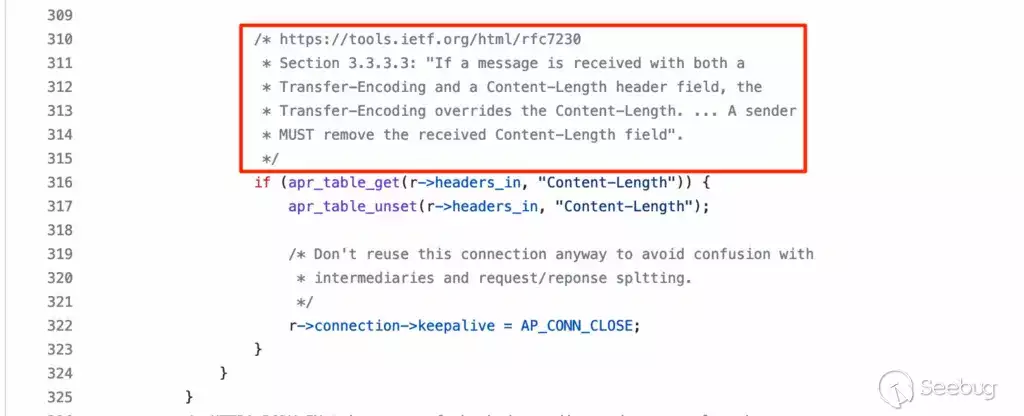 309
310 /* https://tools.ietf.org/html/rfc7230
311 * Section 3.3.3.3: "If a message is received with both a
312 * Transfer-Encoding and a Content-Length header field, the
313 * Transfer-Encoding overrides the Content-Length. ... A sender
314 * MUST remove the received Content-Length field".
315 */
316 if (apr_table_get(r->headers_in, "Content-Length")) {
317 apr_table_unset(r->headers_in, "Content-Length");
318
319 /* Don't reuse this connection anyway to avoid confusion with
320 * intermediaries and request/reponse spltting.
321 */
322 r->connection->keepalive = AP_CONN_CLOSE;
323 }
324 }
325 }
Seebug